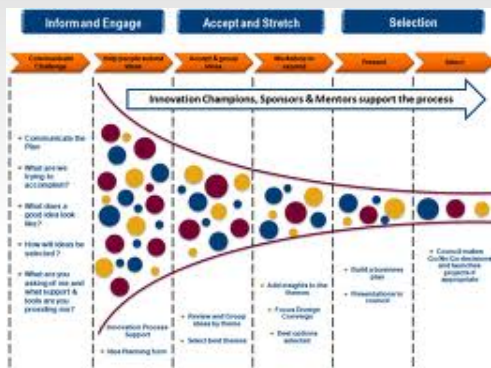 Inform and Engage
Accept and Stretch
Selection
Communicate
Challenge
Help people submit
ideas
Accept & group
ideas
Workshop to
expand
Present
Select
Innovation Champions, Sponsors & Mentors support the process
+ Communicate the
Plan
+ What are we
trying to
accomplish?
+ What does a
good idea look
like?
+ How will ideas be
selected?
+ What are you
asking of me and
what support &
tools are you
providing me?
Innovation Process
Support
+ Idea Planning form
+ Review and Group
ideas by theme
+ Select best themes
+ Add insights to the
themes
+ Focus Energy
Converge
+ Best options
selected
+ Build a business
plan
+ Presentations to
council
+ Council makes
Go/No Go decisions
and launches
projects if
appropriate